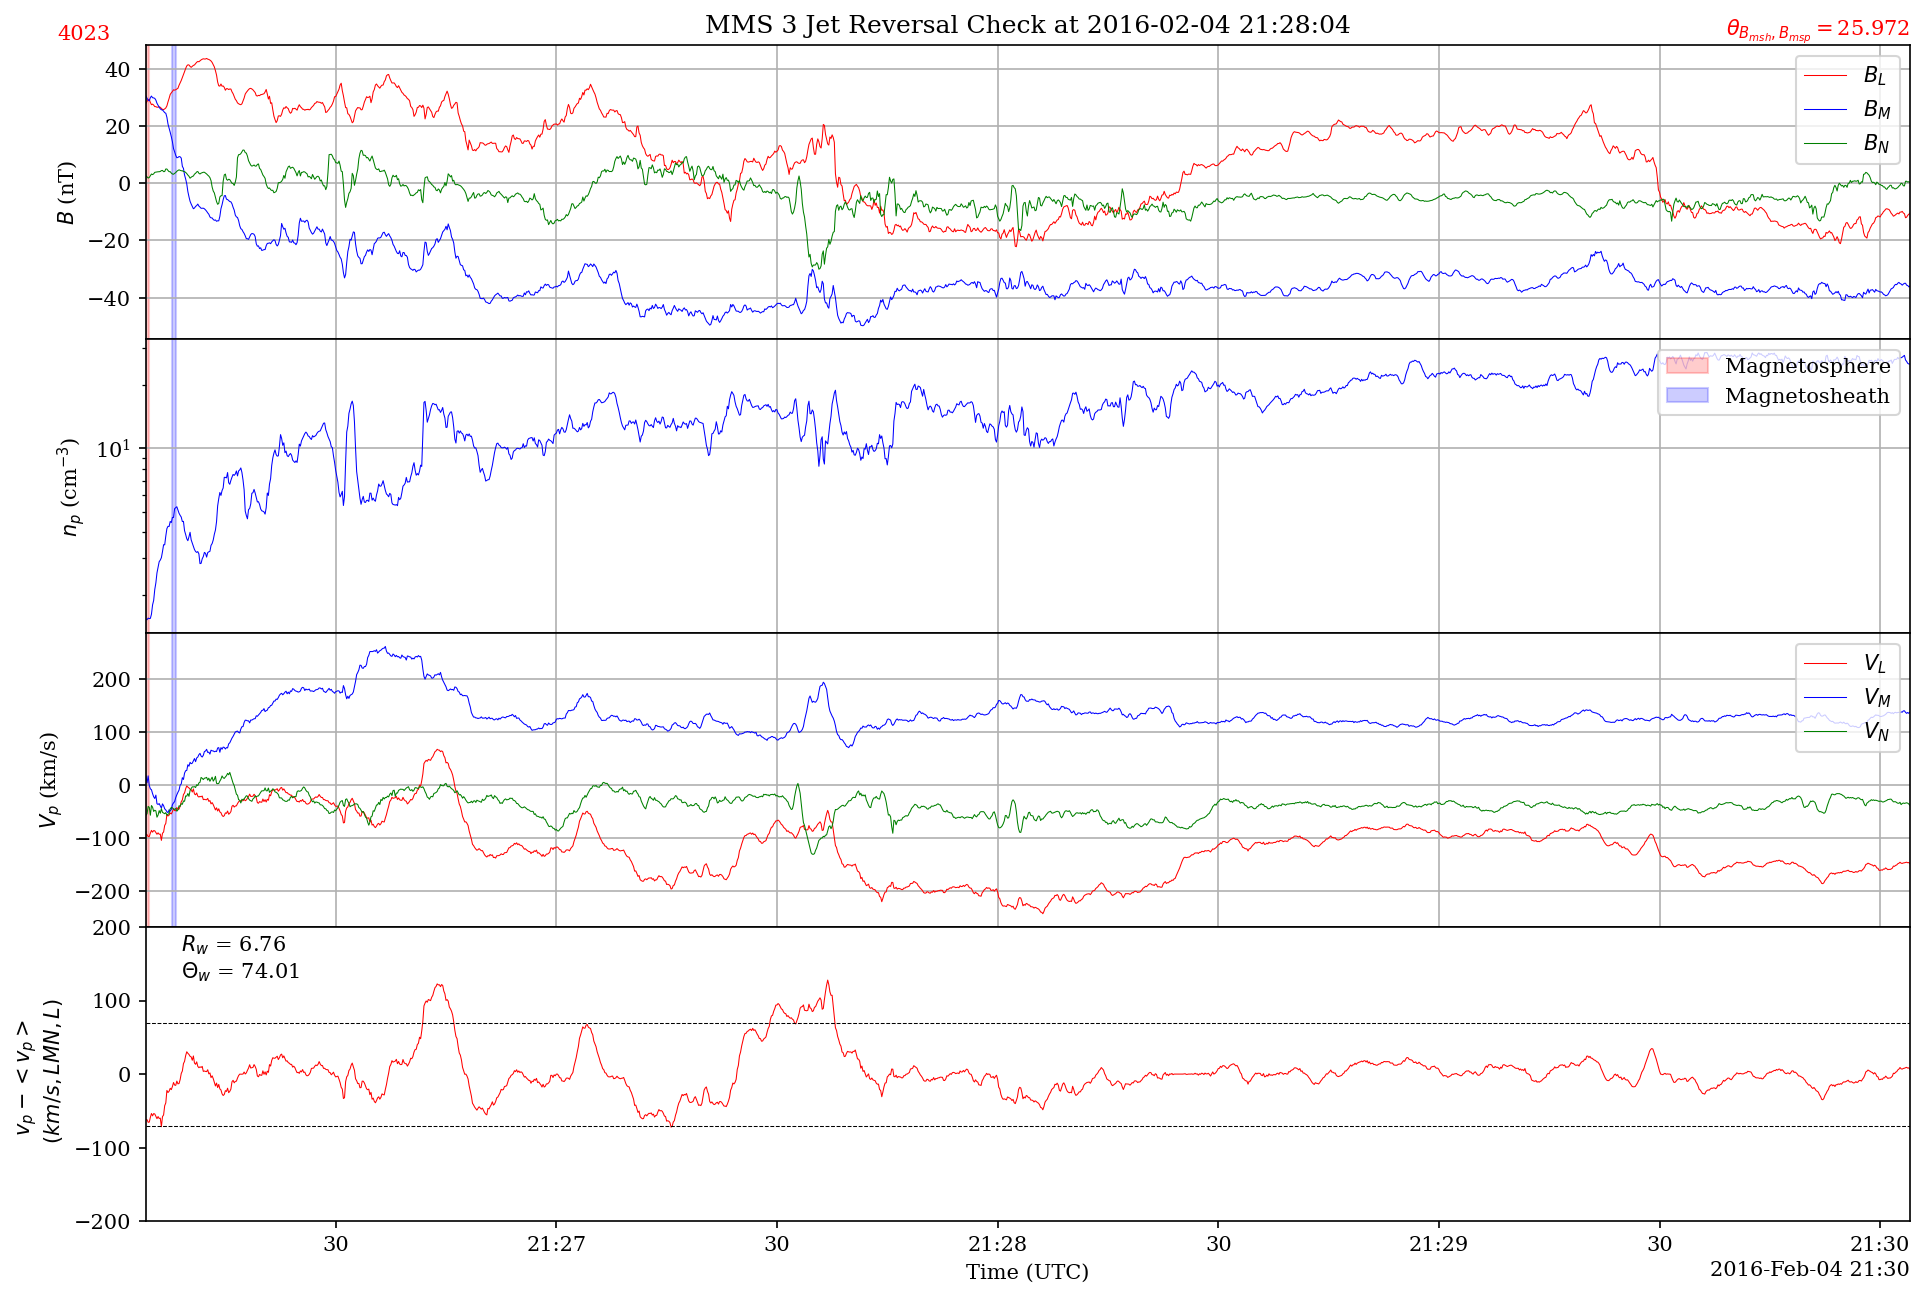 MMS 3 Jet Reversal Check at 2016-02-04 21:28:04
4023
θ_{B_{msh}, B_{msp}} = 25.972
B (nT)
40
20
0
−20
−40
B_L
B_M
B_N
n_p (cm^{−3})
10^1
Magnetosphere
Magnetosheath
V_p (km/s)
200
100
0
−100
−200
V_L
V_M
V_N
v_p − < v_p >
(km/s, LMN, L)
200
100
0
−100
−200
R_w = 6.76
Θ_w = 74.01
30
21:27
30
21:28
30
21:29
30
21:30
Time (UTC)
2016-Feb-04 21:30